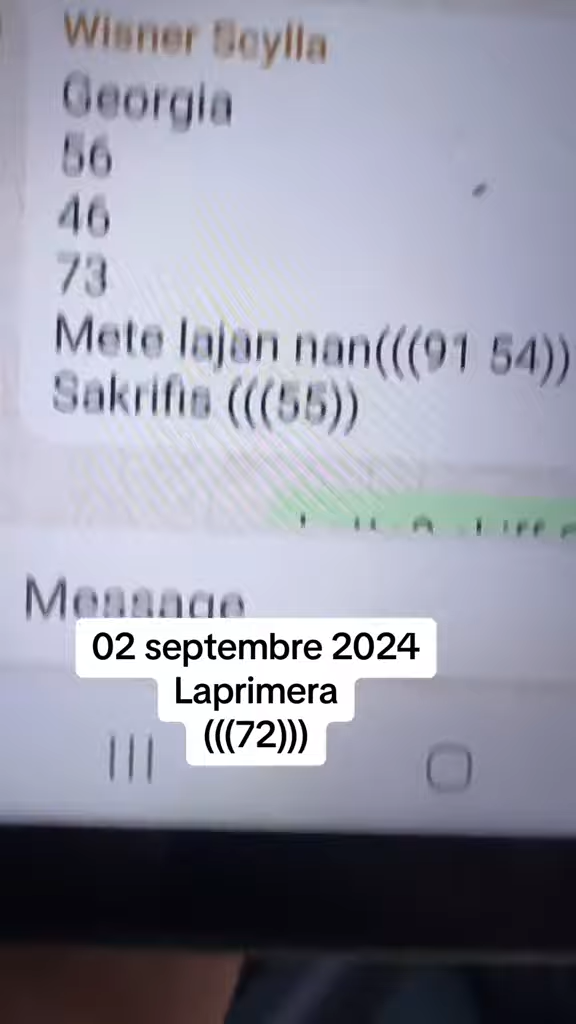 Wisner Scylla
Georgia
56
46
73
Mete lajan nan(((91 54))
Sakrifis (((55))
Message
02 septembre 2024
Laprimera
(((72)))